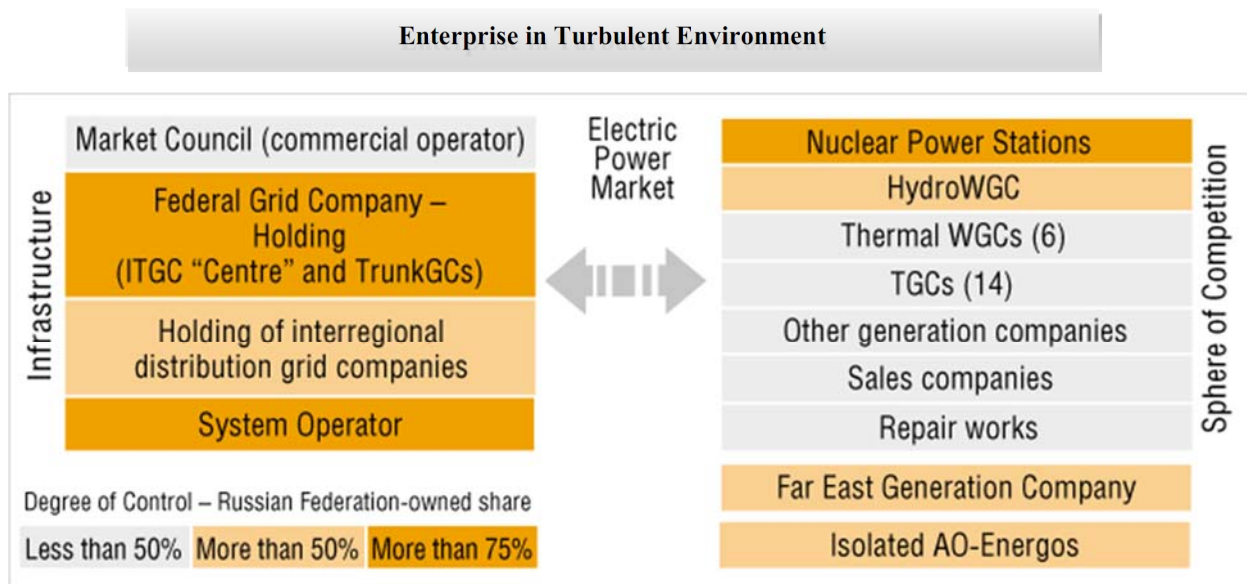 Enterprise in Turbulent Environment
Infrastructure
Market Council (commercial operator)
Federal Grid Company –
Holding
(ITGC “Centre” and TrunkGCs)
Holding of interregional
distribution grid companies
System Operator
Degree of Control – Russian Federation-owned share
Less than 50%
More than 50%
More than 75%
Electric
Power
Market
Nuclear Power Stations
HydroWGC
Thermal WGCs (6)
TGCs (14)
Other generation companies
Sales companies
Repair works
Far East Generation Company
Isolated AO-Energos
Sphere of Competition